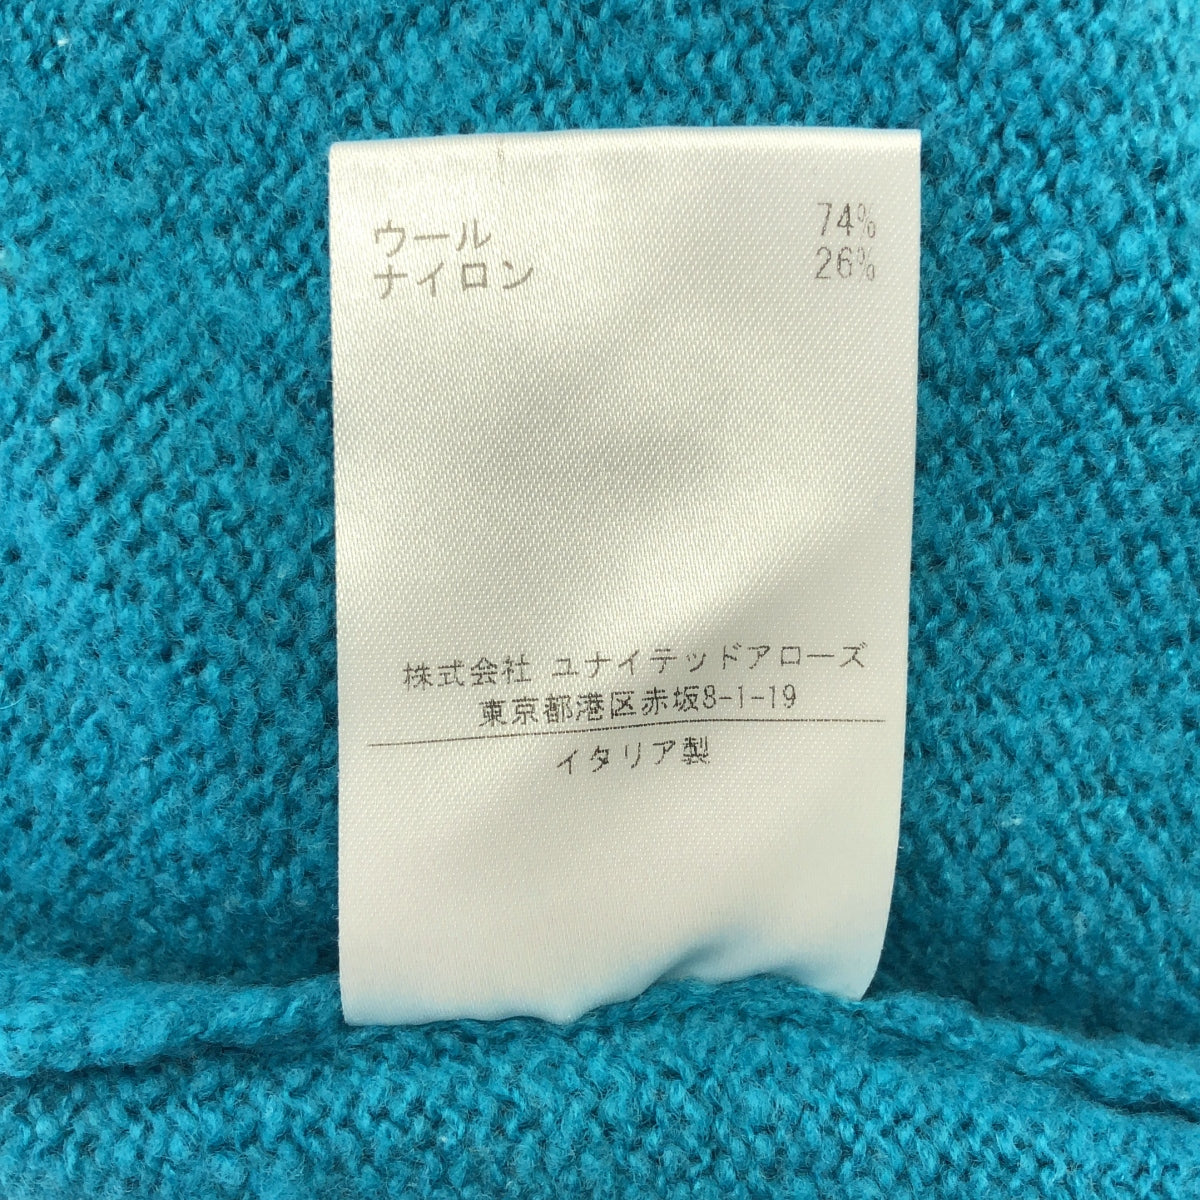 ウール 74%
ナイロン 26%
株式会社 ユナイテッドアローズ
東京都港区赤坂8-1-19
イタリア製